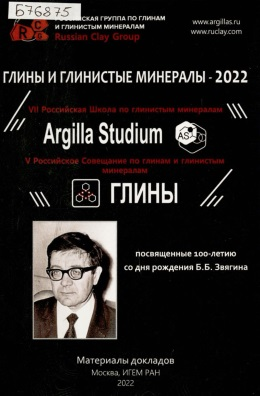 Б76875
ИЙСКАЯ ГРУППА ПО ГЛИНАМ
И ГЛИНИСТЫМ МИНЕРАЛАМ
Russian Clay Group
www.argillas.ru
www.ruclay.com
ГЛИНЫ И ГЛИНИСТЫЕ МИНЕРАЛЫ - 2022
VII Российская Школа по глинистым минералам
Argilla Studium
AS
V Российское Совещание по глинам и глинистым
минералам
ГЛИНЫ
посвященные 100-летию
со дня рождения Б.Б. Звягина
Материалы докладов
Москва, ИГЕМ РАН
2022